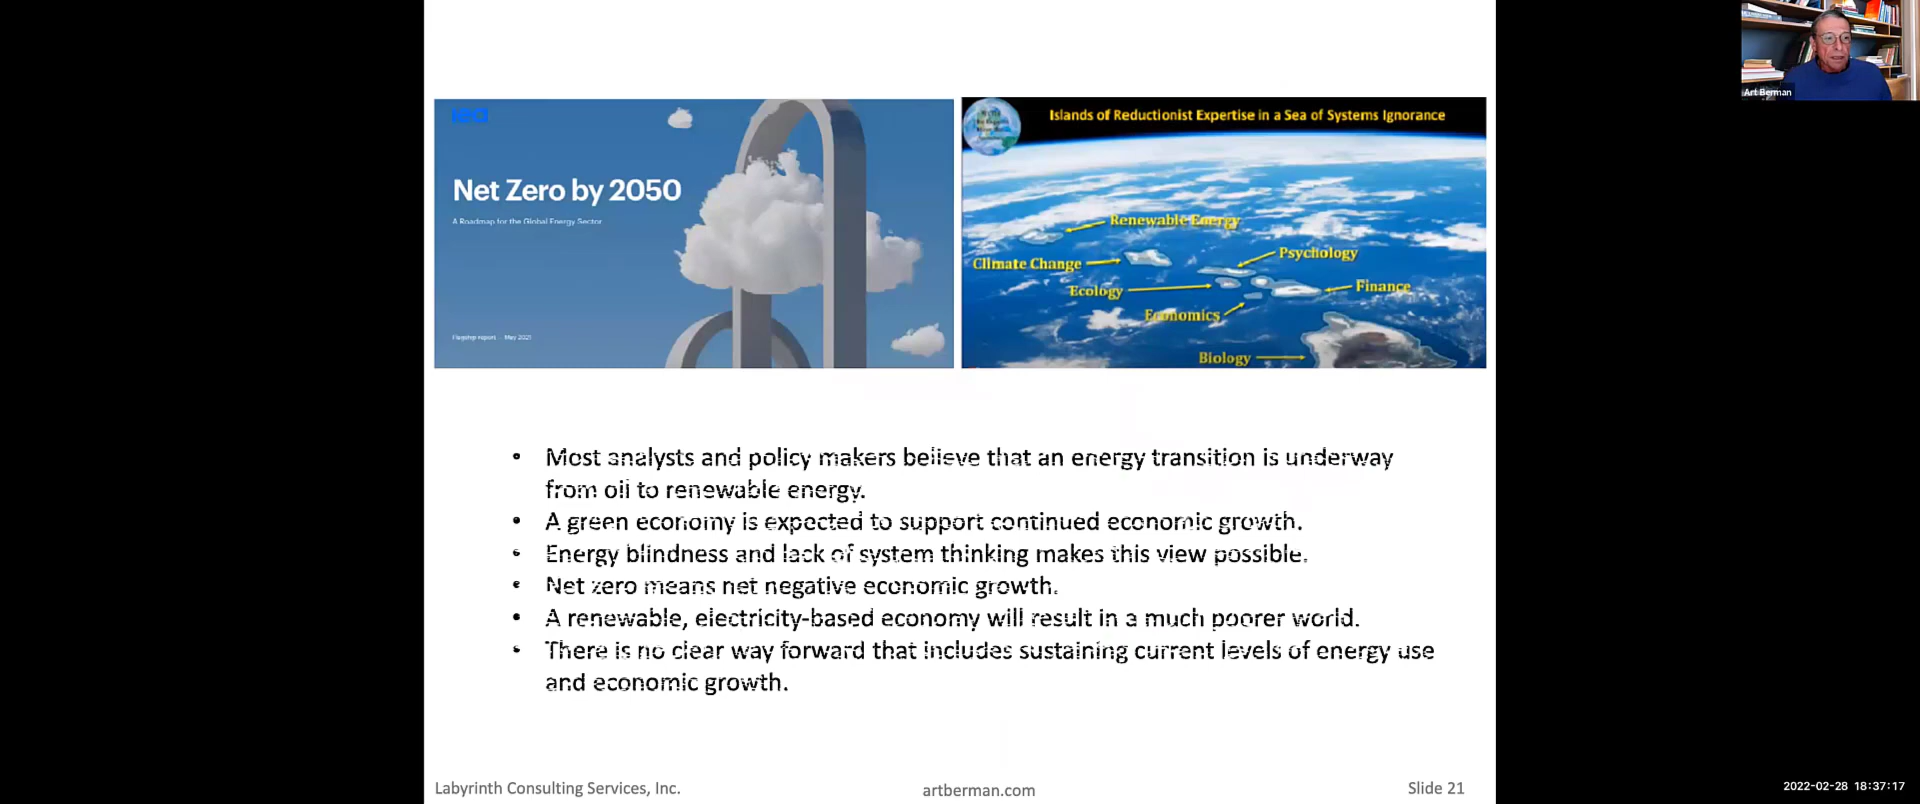 Art Berman
iea
Net Zero by 2050
A Roadmap for the Global Energy Sector
Flagship report - May 2021
Islands of Reductionist Expertise in a Sea of Systems Ignorance
Renewable Energy
Climate Change
Psychology
Ecology
Finance
Economics
Biology
• Most analysts and policy makers believe that an energy transition is underway
from oil to renewable energy.
• A green economy is expected to support continued economic growth.
• Energy blindness and lack of system thinking makes this view possible.
• Net zero means net negative economic growth.
• A renewable, electricity-based economy will result in a much poorer world.
• There is no clear way forward that includes sustaining current levels of energy use
and economic growth.
Labyrinth Consulting Services, Inc.
artberman.com
Slide 21
2022-02-28 18:37:17